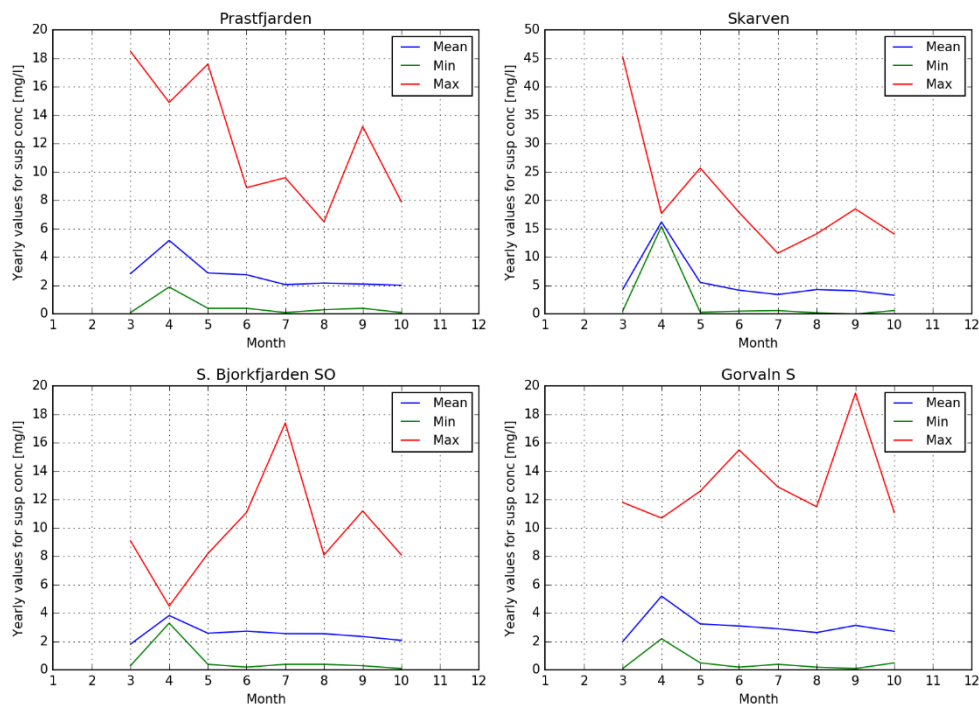 Prastfjarden
Yearly values for susp conc [mg/l]
20
18
16
14
12
10
8
6
4
2
0
1 2 3 4 5 6 7 8 9 10 11 12
Month
Mean
Min
Max
Skarven
Yearly values for susp conc [mg/l]
50
45
40
35
30
25
20
15
10
5
0
1 2 3 4 5 6 7 8 9 10 11 12
Month
Mean
Min
Max
S. Bjorkfjarden SO
Yearly values for susp conc [mg/l]
20
18
16
14
12
10
8
6
4
2
0
1 2 3 4 5 6 7 8 9 10 11 12
Month
Mean
Min
Max
Gorvaln S
Yearly values for susp conc [mg/l]
20
18
16
14
12
10
8
6
4
2
0
1 2 3 4 5 6 7 8 9 10 11 12
Month
Mean
Min
Max